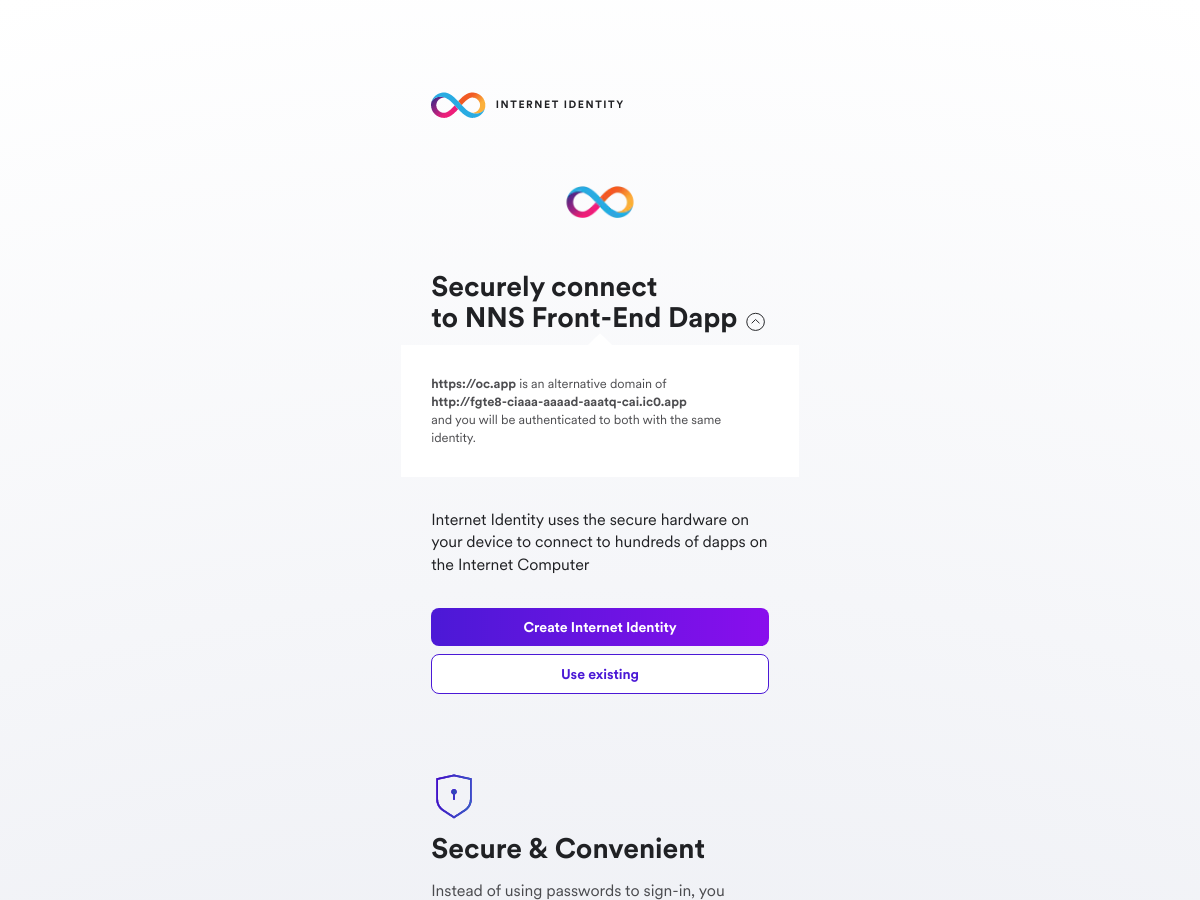 INTERNET IDENTITY
Securely connect
to NNS Front-End Dapp
https://oc.app is an alternative domain of
http://fgte8-ciaaa-aaaad-aaatq-cai.ic0.app
and you will be authenticated to both with the same
identity.
Internet Identity uses the secure hardware on
your device to connect to hundreds of dapps on
the Internet Computer
Create Internet Identity
Use existing
Secure & Convenient
Instead of using passwords to sign-in, you